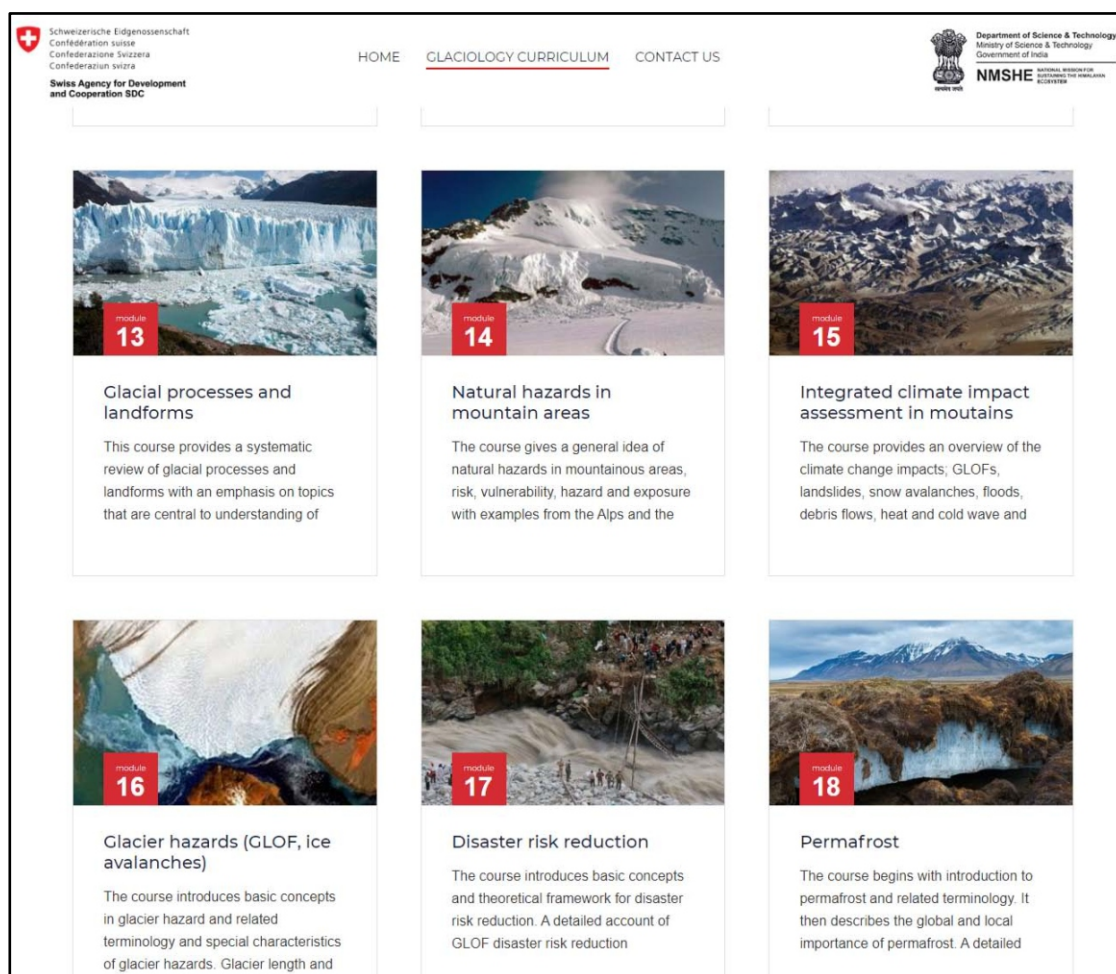 Schweizerische Eidgenossenschaft
Confédération suisse
Confederazione Svizzera
Confederaziun svizra
Swiss Agency for Development
and Cooperation SDC
HOME GLACIOLOGY CURRICULUM CONTACT US
सत्यमेव जयते
Department of Science & Technology
Ministry of Science & Technology
Government of India
NMSHE
NATIONAL MISSION FOR
SUSTAINING THE HIMALAYAN
ECOSYSTEM
module
13
Glacial processes and
landforms
This course provides a systematic
review of glacial processes and
landforms with an emphasis on topics
that are central to understanding of
module
14
Natural hazards in
mountain areas
The course gives a general idea of
natural hazards in mountainous areas,
risk, vulnerability, hazard and exposure
with examples from the Alps and the
module
15
Integrated climate impact
assessment in moutains
The course provides an overview of the
climate change impacts; GLOFs,
landslides, snow avalanches, floods,
debris flows, heat and cold wave and
module
16
Glacier hazards (GLOF, ice
avalanches)
The course introduces basic concepts
in glacier hazard and related
terminology and special characteristics
of glacier hazards. Glacier length and
module
17
Disaster risk reduction
The course introduces basic concepts
and theoretical framework for disaster
risk reduction. A detailed account of
GLOF disaster risk reduction
module
18
Permafrost
The course begins with introduction to
permafrost and related terminology. It
then describes the global and local
importance of permafrost. A detailed